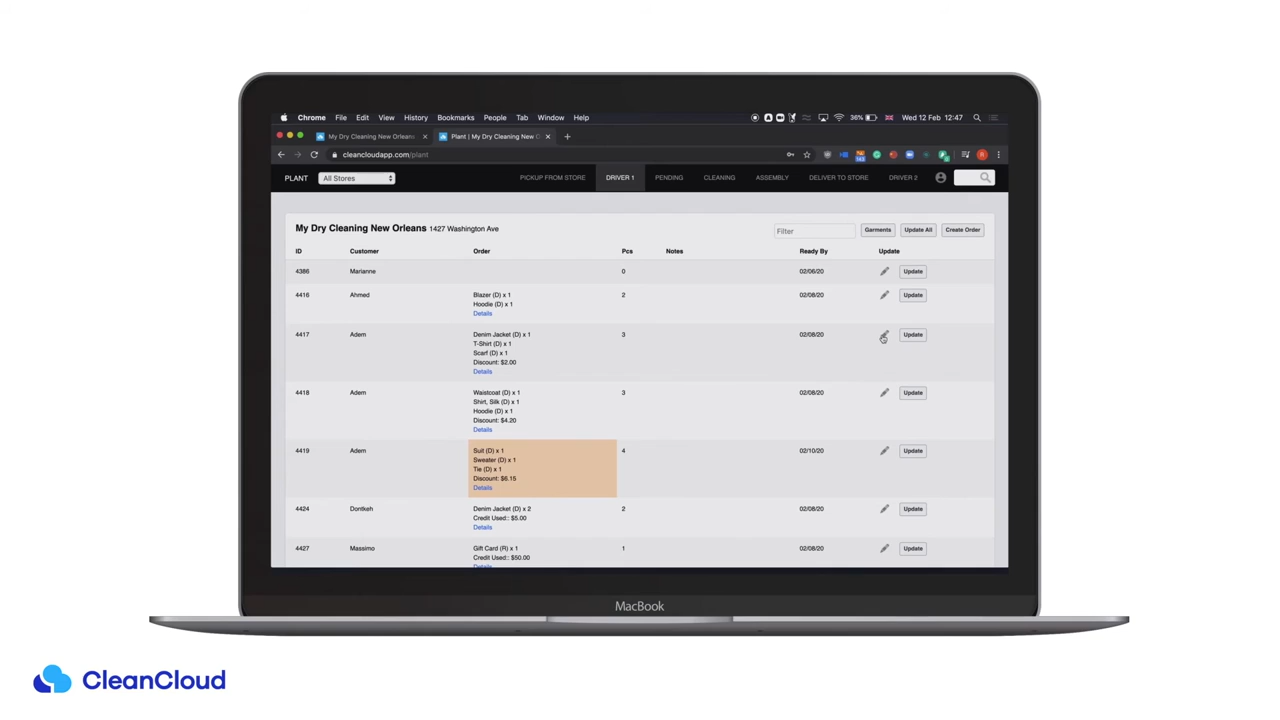 Chrome File Edit View History Bookmarks People Tab Window Help 36% Wed 12 Feb 12:47
My Dry Cleaning New Orleans Plant | My Dry Cleaning New O
cleancloudapp.com/plant
PLANT All Stores PICKUP FROM STORE DRIVER 1 PENDING CLEANING ASSEMBLY DELIVER TO STORE DRIVER 2
My Dry Cleaning New Orleans 1427 Washington Ave Filter Garments Update All Create Order
ID Customer Order Pcs Notes Ready By Update
4386 Marianne 0 02/06/20 Update
4416 Ahmed Blazer (D) x 1 2 02/08/20 Update
Hoodie (D) x 1
Details
4417 Adem Denim Jacket (D) x 1 3 02/08/20 Update
T-Shirt (D) x 1
Scarf (D) x 1
Discount: $2.00
Details
4418 Adem Waistcoat (D) x 1 3 02/08/20 Update
Shirt, Silk (D) x 1
Hoodie (D) x 1
Discount: $4.20
Details
4419 Adem Suit (D) x 1 4 02/10/20 Update
Sweater (D) x 1
Tie (D) x 1
Discount: $6.15
Details
4424 Dontkeh Denim Jacket (D) x 2 2 02/08/20 Update
Credit Used:: $5.00
Details
4427 Massimo Gift Card (R) x 1 1 02/08/20 Update
Credit Used:: $50.00
Details
MacBook
CleanCloud